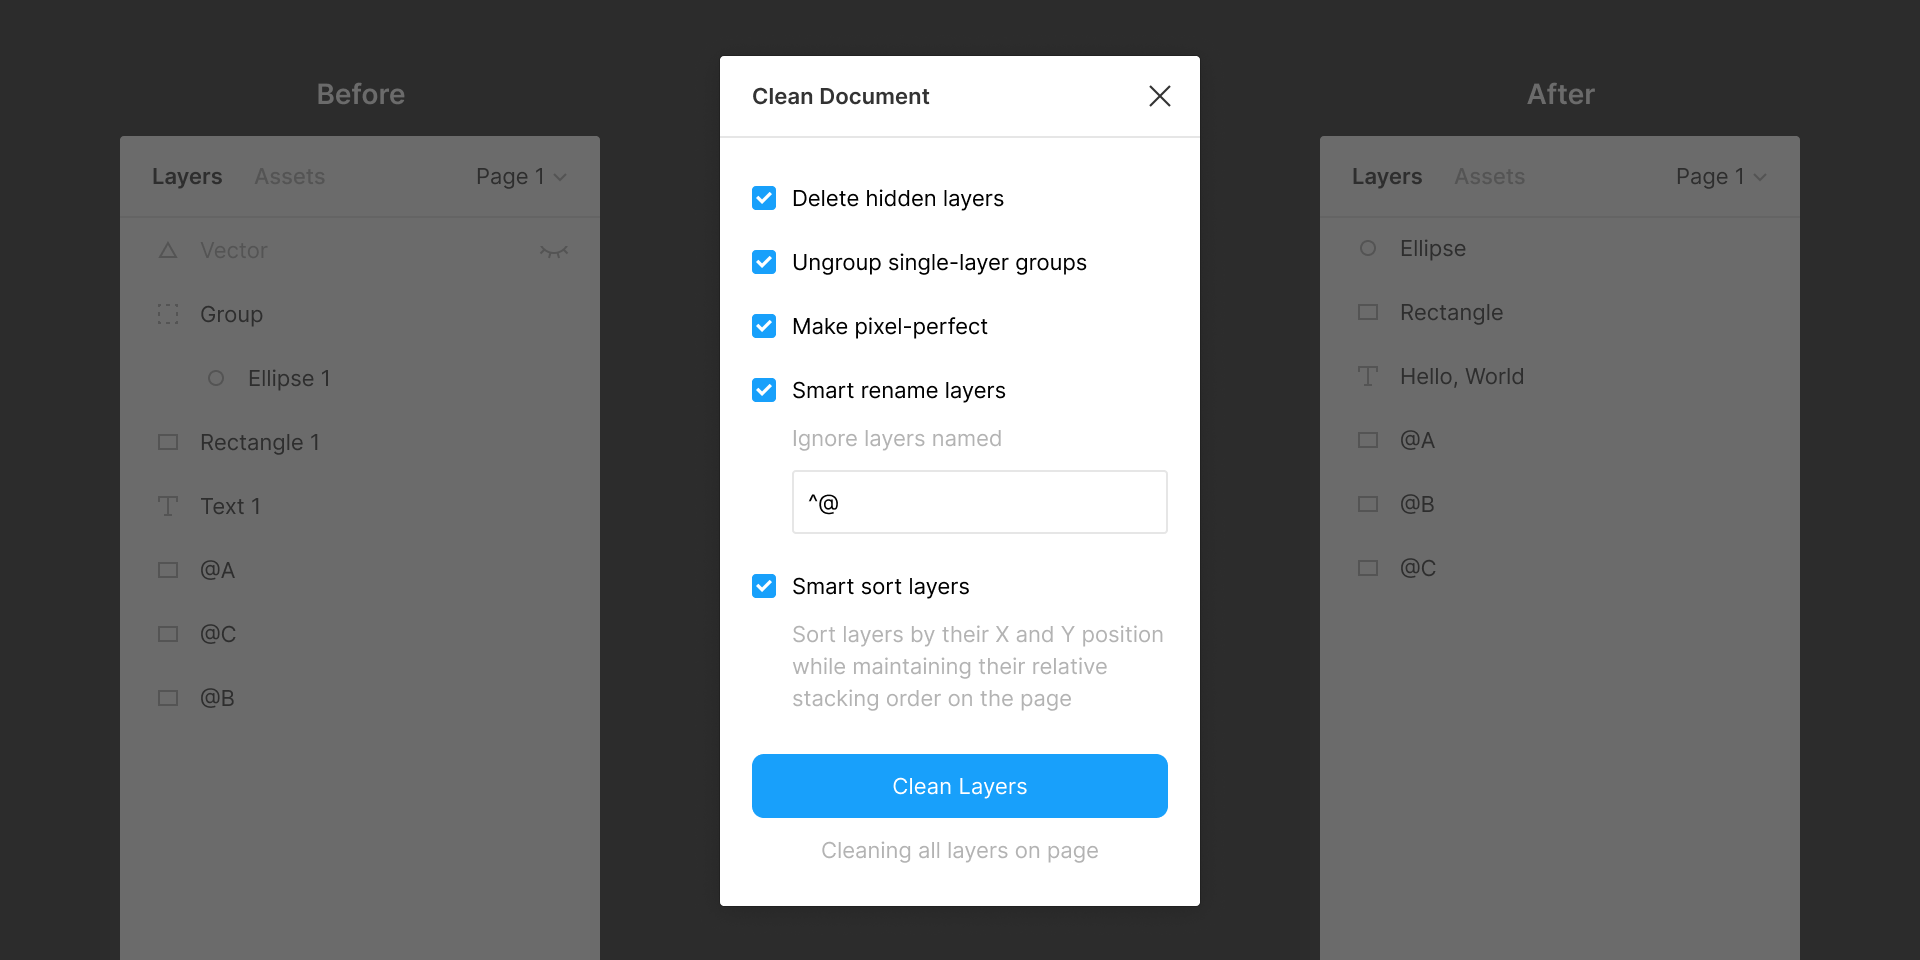 Before
Layers Assets Page 1
Vector
Group
Ellipse 1
Rectangle 1
Text 1
@A
@C
@B
Clean Document
Delete hidden layers
Ungroup single-layer groups
Make pixel-perfect
Smart rename layers
Ignore layers named
^@
Smart sort layers
Sort layers by their X and Y position
while maintaining their relative
stacking order on the page
Clean Layers
Cleaning all layers on page
After
Layers Assets Page 1
Ellipse
Rectangle
Hello, World
@A
@B
@C